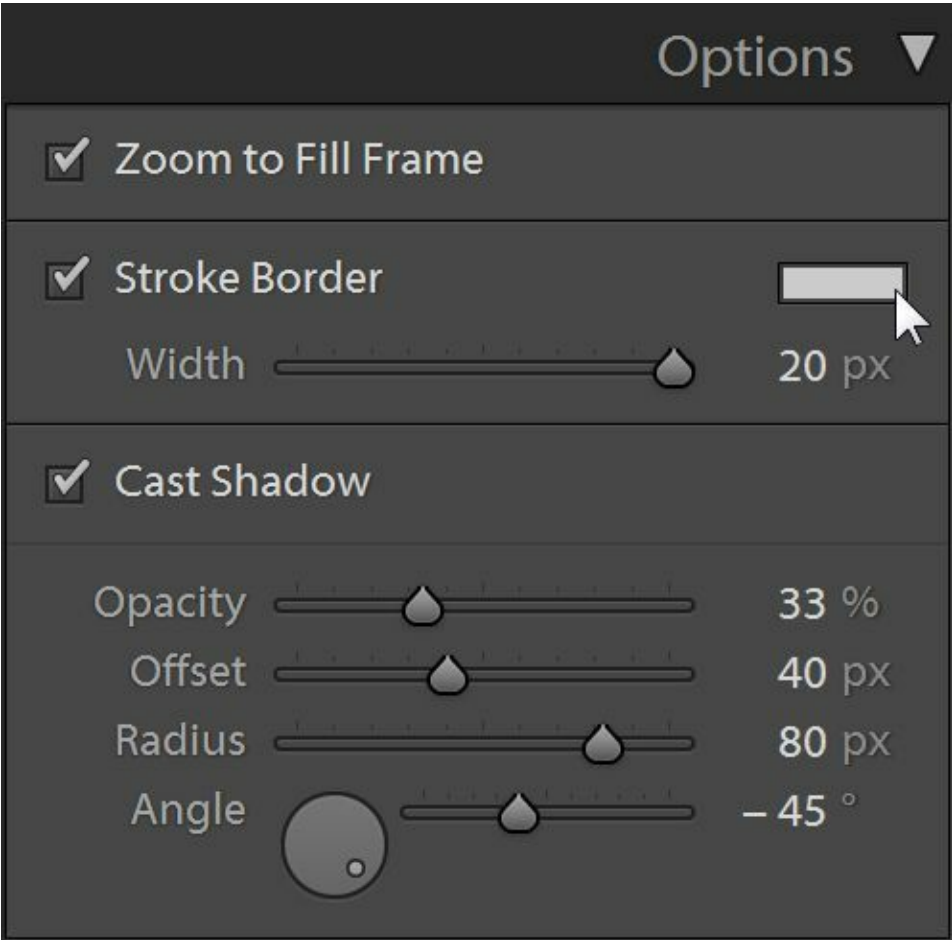 Options
Zoom to Fill Frame
Stroke Border
Width 20 px
Cast Shadow
Opacity 33 %
Offset 40 px
Radius 80 px
Angle – 45 °